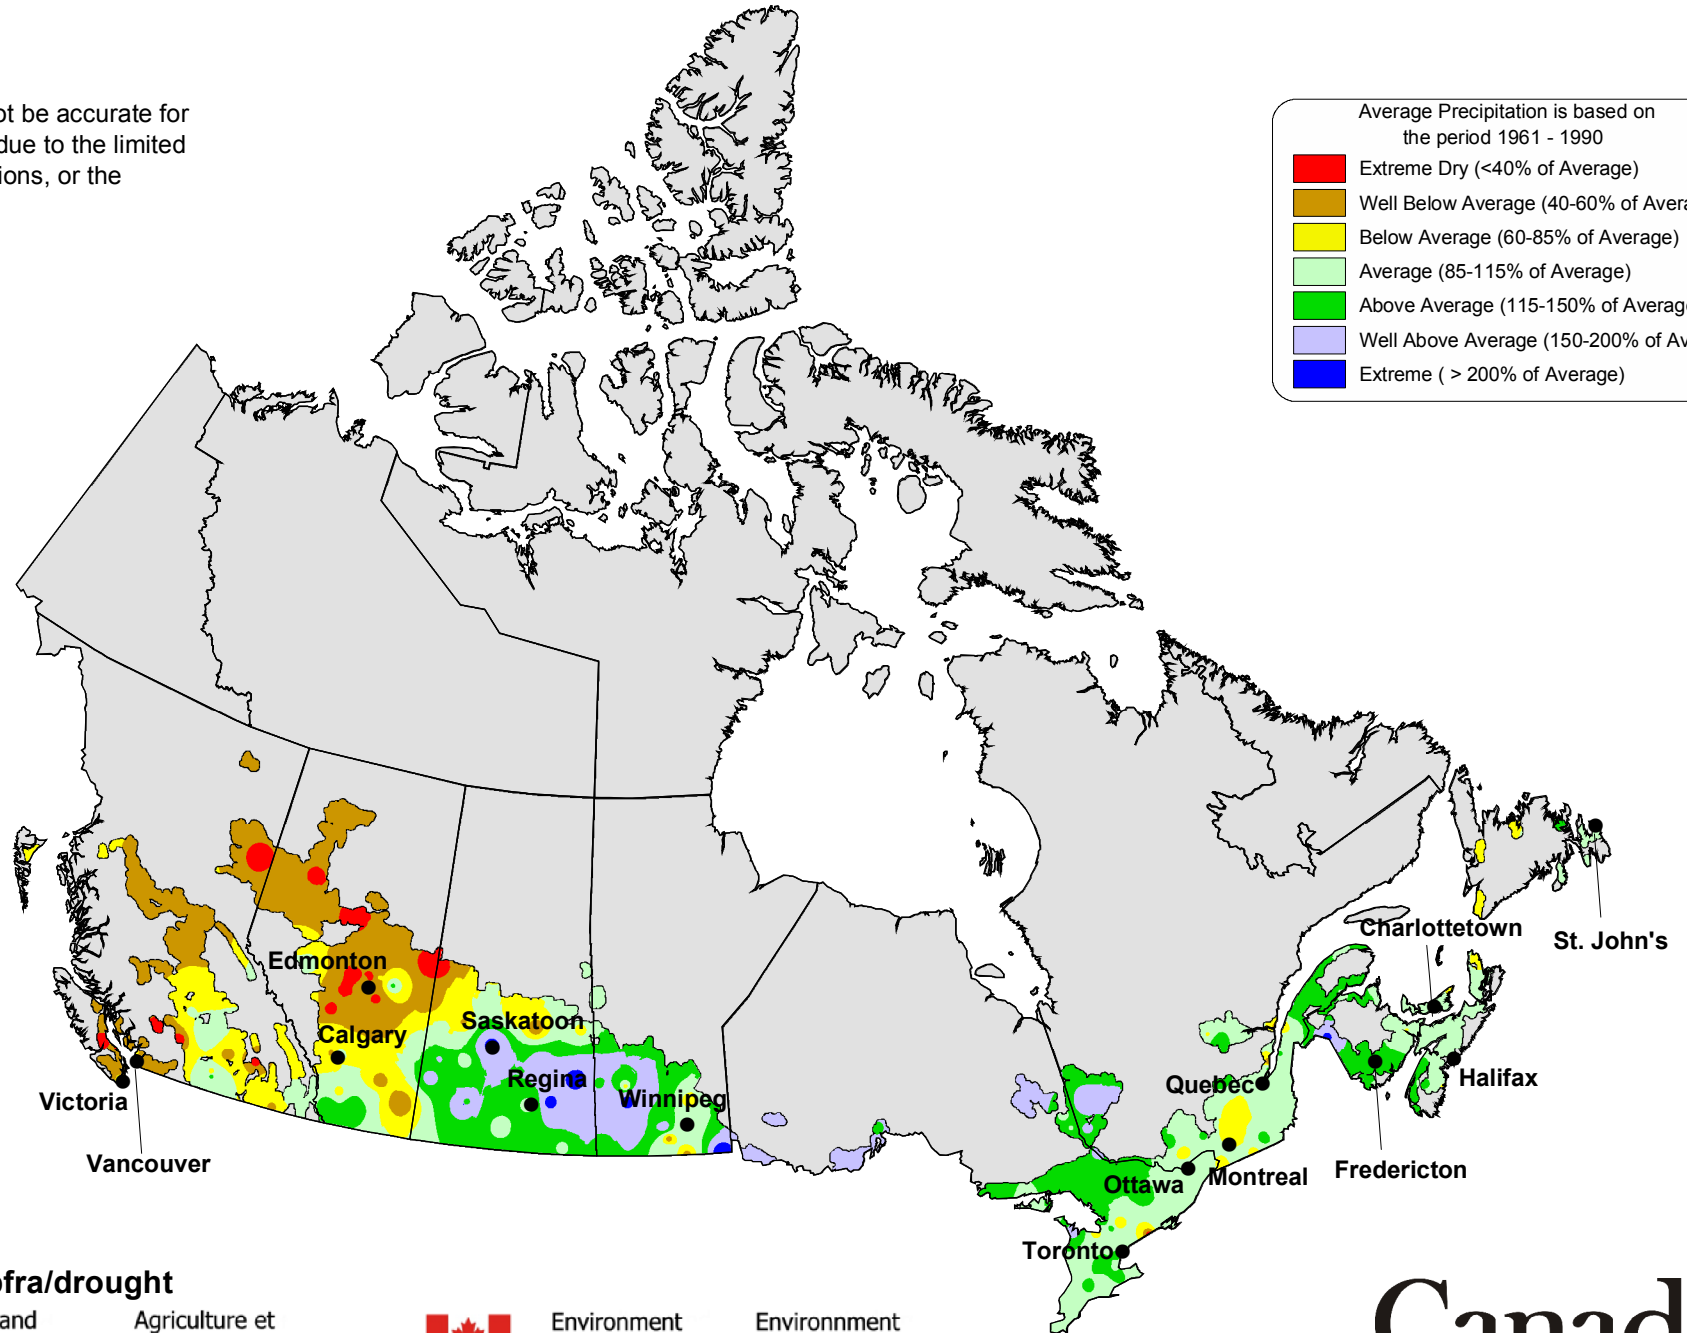 ot be accurate for
due to the limited
ions, or the
Average Precipitation is based on
the period 1961 - 1990
Extreme Dry (<40% of Average)
Well Below Average (40-60% of Avera
Below Average (60-85% of Average)
Average (85-115% of Average)
Above Average (115-150% of Average
Well Above Average (150-200% of Av
Extreme ( > 200% of Average)
Charlottetown
St. John's
Edmonton
Saskatoon
Calgary
Regina
Winnipeg
Victoria
Vancouver
Quebec
Halifax
Fredericton
Montreal
Ottawa
Toronto
ofra/drought
and
Agriculture et
Environment
Environnment
Canad